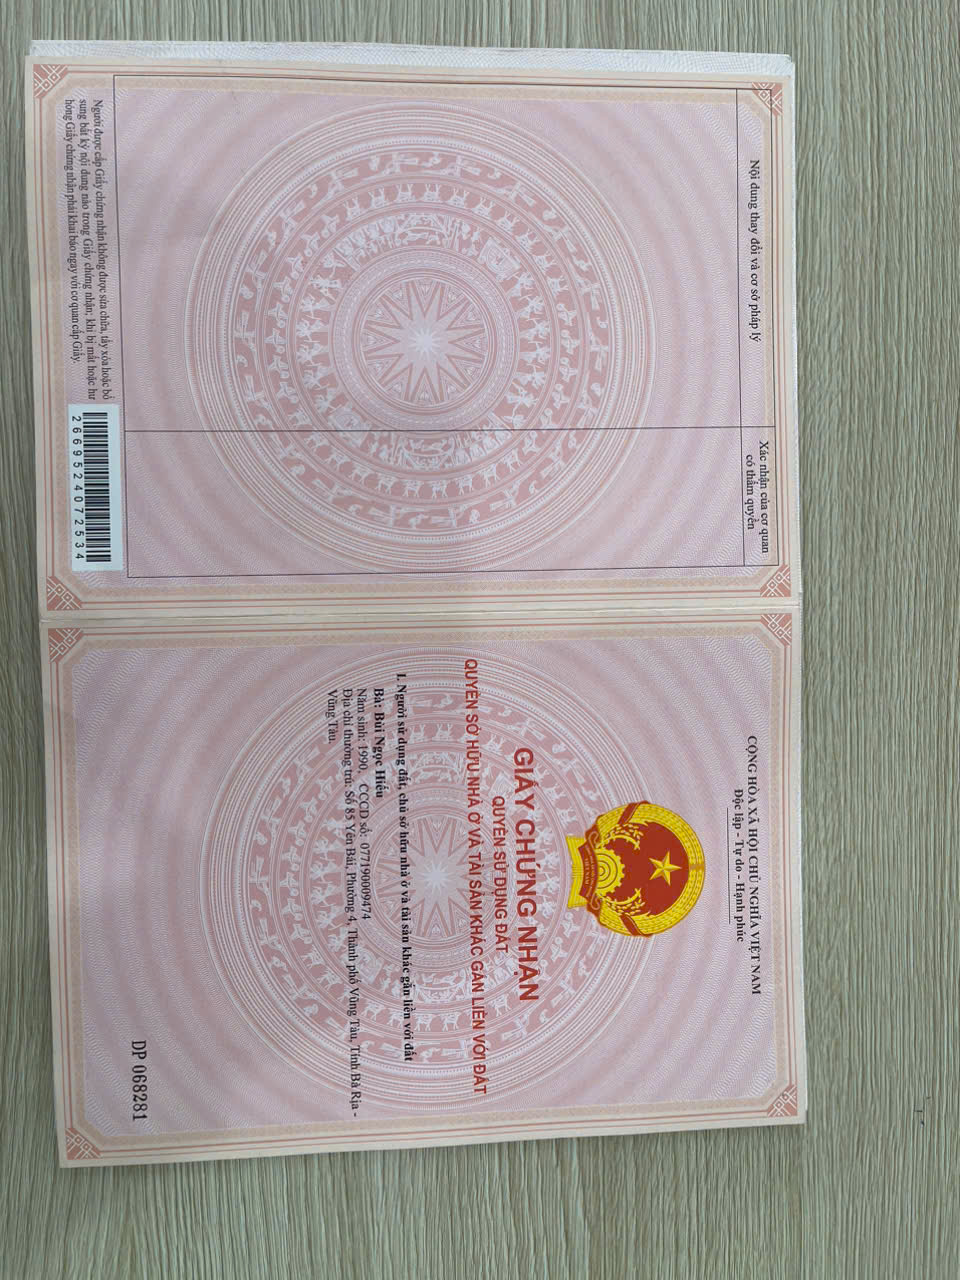 Nội dung thay đổi và cơ sở pháp lý
Xác nhận của cơ quan
có thẩm quyền
Người được cấp Giấy chứng nhận không được sửa chữa, tẩy xóa hoặc bổ
sung bất kỳ nội dung nào trong Giấy chứng nhận; khi bị mất hoặc hư
hỏng Giấy chứng nhận phải khai báo ngay với cơ quan cấp Giấy.
2669524072534
CỘNG HÒA XÃ HỘI CHỦ NGHĨA VIỆT NAM
Độc lập - Tự do - Hạnh phúc
GIẤY CHỨNG NHẬN
QUYỀN SỬ DỤNG ĐẤT
QUYỀN SỞ HỮU NHÀ Ở VÀ TÀI SẢN KHÁC GẮN LIỀN VỚI ĐẤT
I. Người sử dụng đất, chủ sở hữu nhà ở và tài sản khác gắn liền với đất
Bà: Bùi Ngọc Hiếu
Năm sinh: 1990, CCCD số: 077190009474
Địa chỉ thường trú: Số 85 Yên Bái, Phường 4, Thành phố Vũng Tàu, Tỉnh Bà Rịa -
Vũng Tàu.
DP 068281